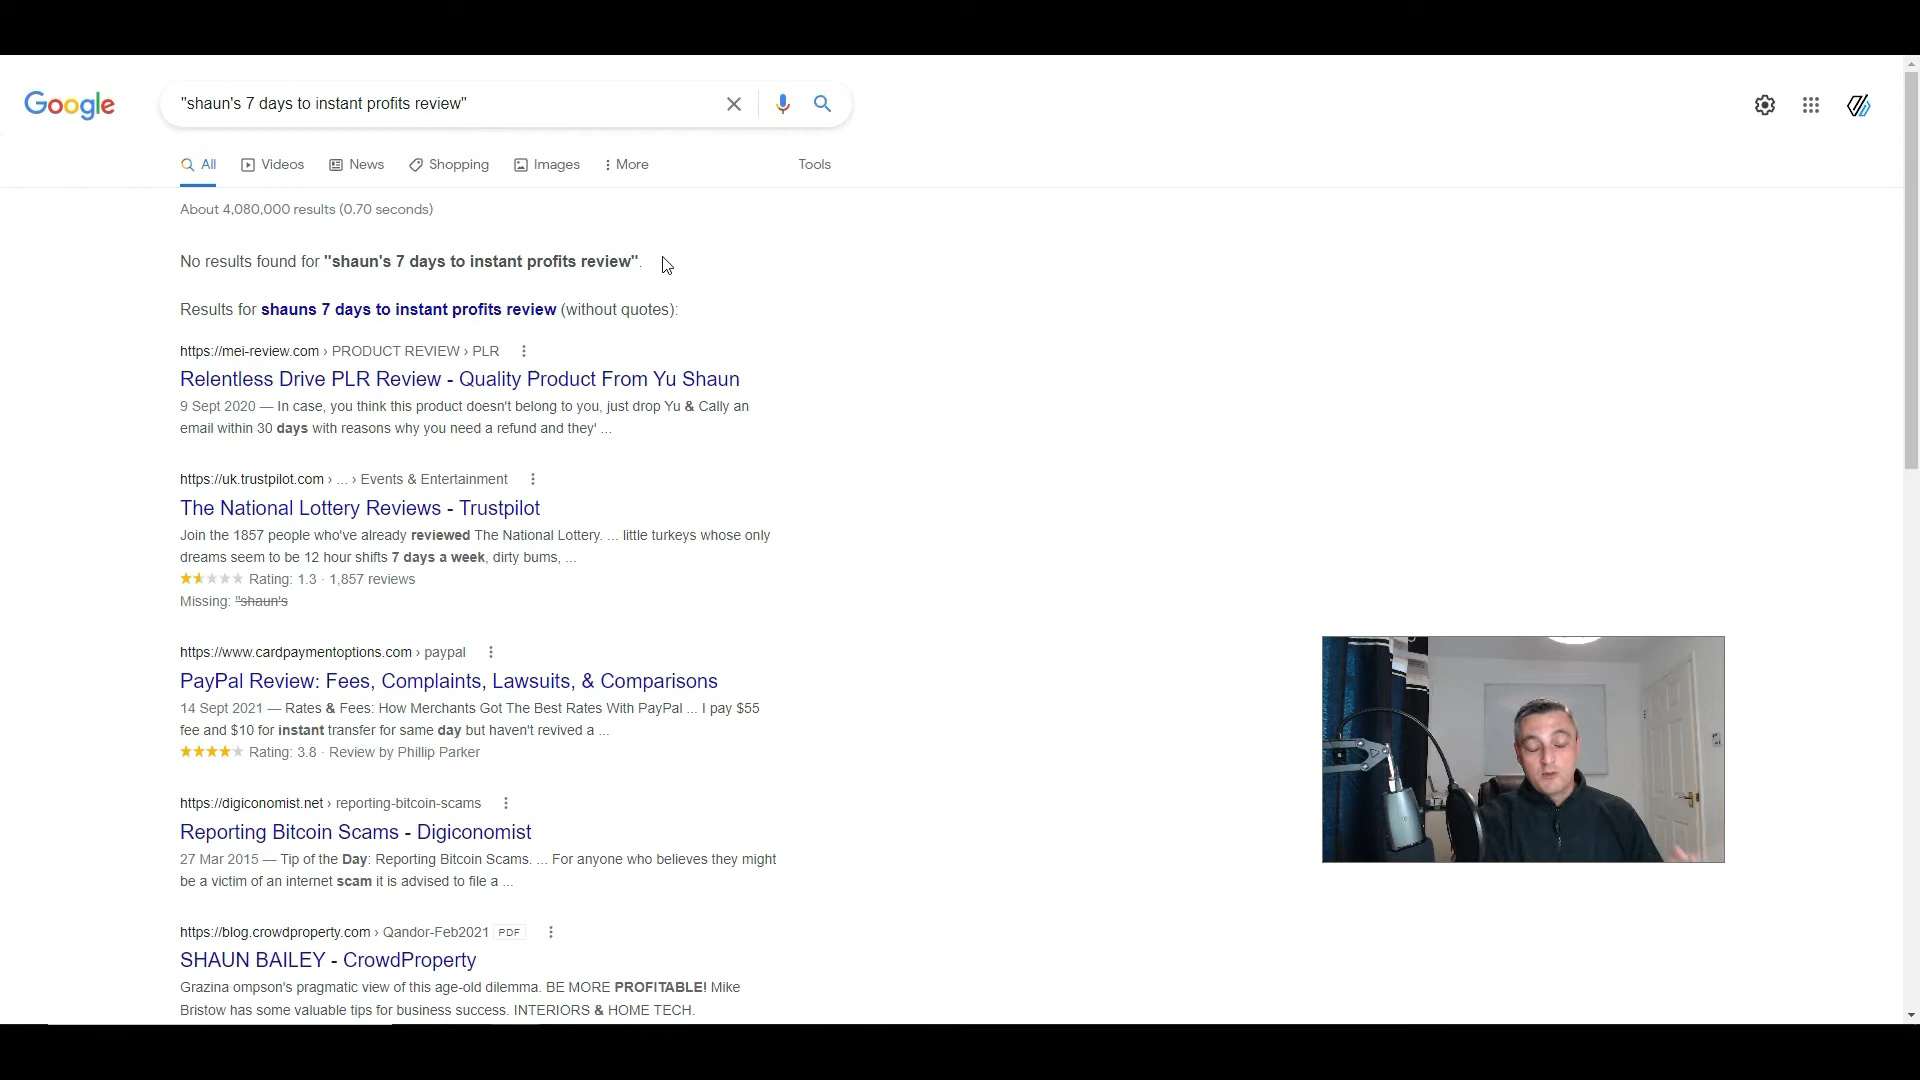 Google
"shaun's 7 days to instant profits review"
All
Videos
News
Shopping
Images
More
Tools
About 4,080,000 results (0.70 seconds)
No results found for "shaun's 7 days to instant profits review".
Results for shauns 7 days to instant profits review (without quotes):
https://mei-review.com › PRODUCT REVIEW › PLR
Relentless Drive PLR Review - Quality Product From Yu Shaun
9 Sept 2020 — In case, you think this product doesn't belong to you, just drop Yu & Cally an
email within 30 days with reasons why you need a refund and they' ...
https://uk.trustpilot.com › ... › Events & Entertainment
The National Lottery Reviews - Trustpilot
Join the 1857 people who've already reviewed The National Lottery. ... little turkeys whose only
dreams seem to be 12 hour shifts 7 days a week, dirty bums, ...
Rating: 1.3 · 1,857 reviews
Missing: "shaun's
https://www.cardpaymentoptions.com › paypal
PayPal Review: Fees, Complaints, Lawsuits, & Comparisons
14 Sept 2021 — Rates & Fees: How Merchants Got The Best Rates With PayPal ... I pay $55
fee and $10 for instant transfer for same day but haven't revived a ...
Rating: 3.8 · Review by Phillip Parker
https://digiconomist.net › reporting-bitcoin-scams
Reporting Bitcoin Scams - Digiconomist
27 Mar 2015 — Tip of the Day: Reporting Bitcoin Scams. ... For anyone who believes they might
be a victim of an internet scam it is advised to file a ...
https://blog.crowdproperty.com › Qandor-Feb2021 PDF
SHAUN BAILEY - CrowdProperty
Grazina ompson's pragmatic view of this age-old dilemma. BE MORE PROFITABLE! Mike
Bristow has some valuable tips for business success. INTERIORS & HOME TECH.